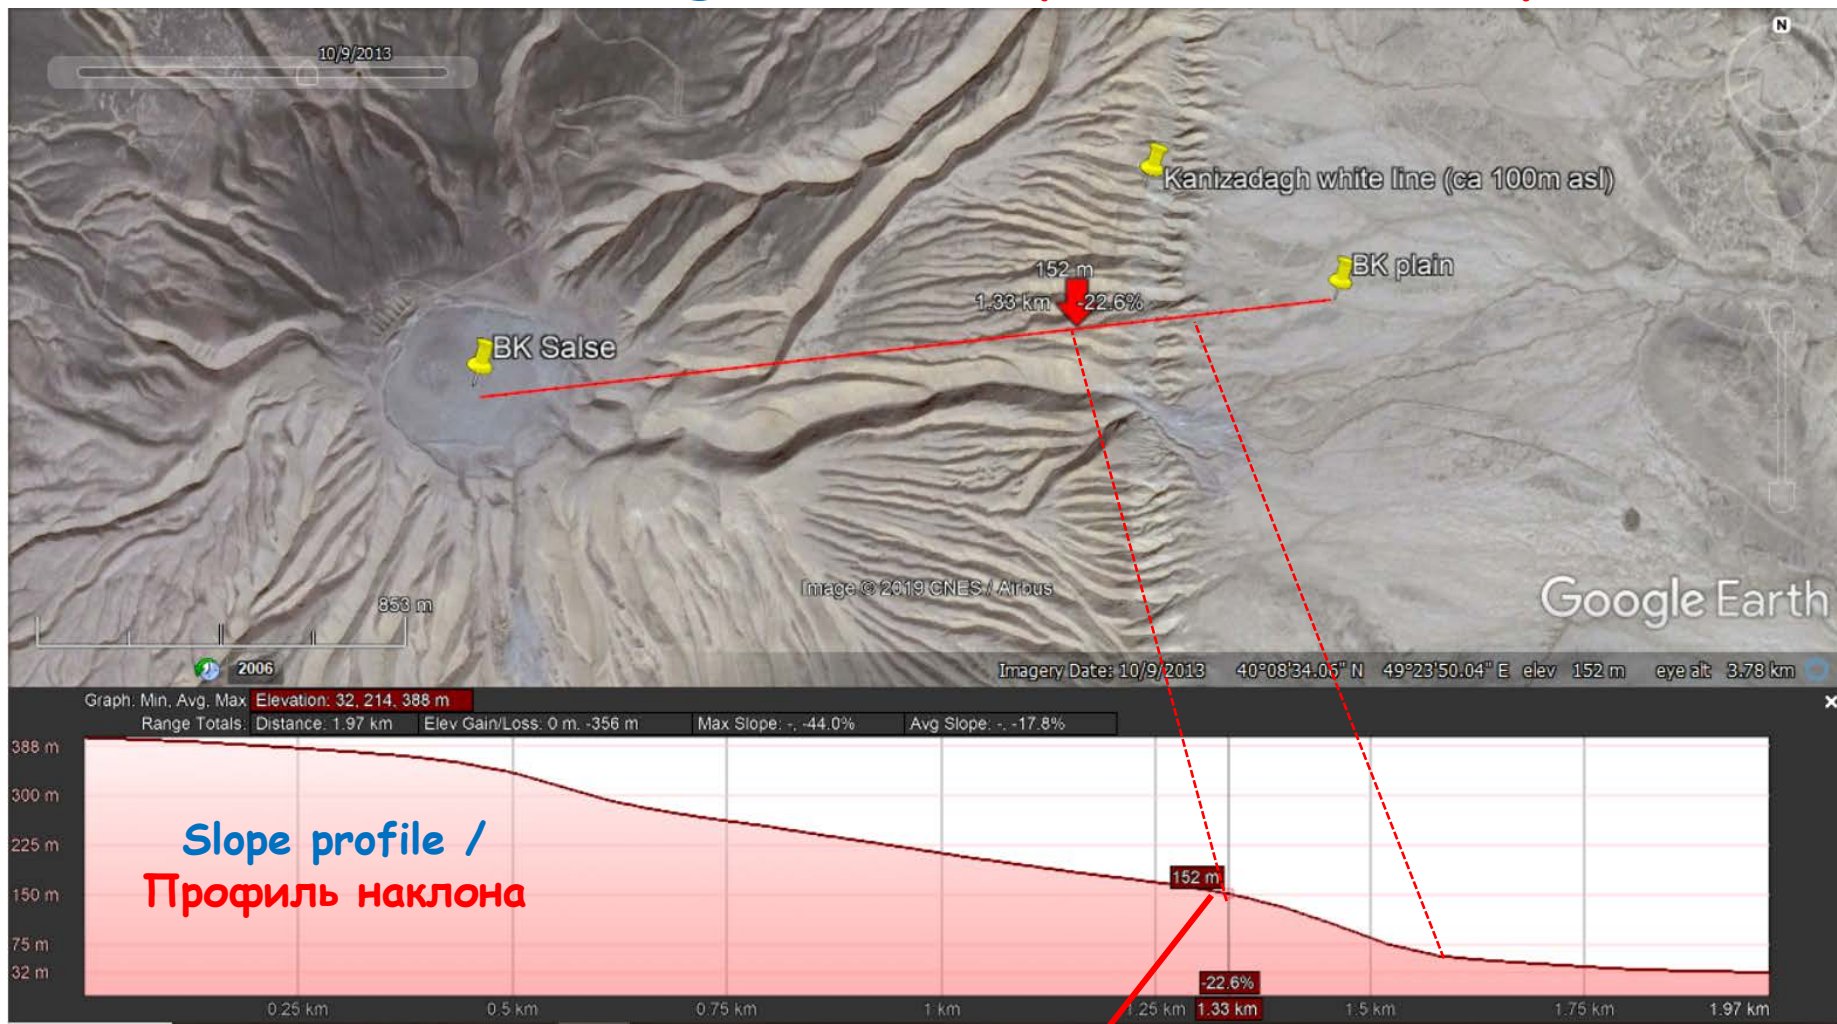 10/9/2013
N
Kanizadagh white line (ca 100m asl)
BK plain
152 m
1.33 km -22.6%
BK Salse
Image © 2019 CNES / Airbus
Google Earth
853 m
2006
Imagery Date: 10/9/2013 40°08'34.06" N 49°23'50.04" E elev 152 m eye alt 3.78 km
Graph: Min, Avg, Max Elevation: 32, 214, 388 m
Range Totals: Distance: 1.97 km Elev Gain/Loss: 0 m, -356 m Max Slope: -, -44.0% Avg Slope: -, -17.8%
388 m
300 m
225 m
150 m
75 m
32 m
Slope profile /
Профиль наклона
152 m
-22.6%
0.25 km 0.5 km 0.75 km 1 km 1.25 km 1.33 km 1.5 km 1.75 km 1.97 km